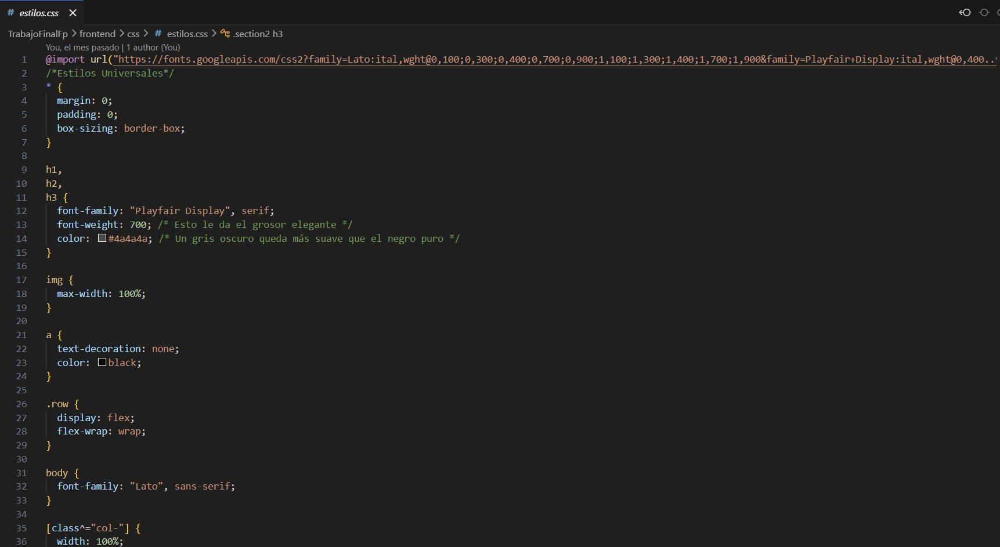 # estilos.css
TrabajoFinalFp > frontend > css > # estilos.css > .section2 h3
You, el mes pasado | 1 author (You)
1 @import url("https://fonts.googleapis.com/css2?family=Lato:ital,wght@0,100;0,300;0,400;0,700;0,900;1,100;1,300;1,400;1,700;1,900&family=Playfair+Display:ital,wght@0,400..
2 /*Estilos Universales*/
3 * {
4 margin: 0;
5 padding: 0;
6 box-sizing: border-box;
7 }
8
9 h1,
10 h2,
11 h3 {
12 font-family: "Playfair Display", serif;
13 font-weight: 700; /* Esto le da el grosor elegante */
14 color: #4a4a4a; /* Un gris oscuro queda más suave que el negro puro */
15 }
16
17 img {
18 max-width: 100%;
19 }
20
21 a {
22 text-decoration: none;
23 color: black;
24 }
25
26 .row {
27 display: flex;
28 flex-wrap: wrap;
29 }
30
31 body {
32 font-family: "Lato", sans-serif;
33 }
34
35 [class^="col-"] {
36 width: 100%;